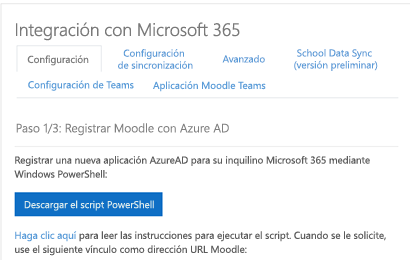 Integración con Microsoft 365
Configuración
Configuración
de sincronización
Avanzado
School Data Sync
(versión preliminar)
Configuración de Teams
Aplicación Moodle Teams
Paso 1/3: Registrar Moodle con Azure AD
Registrar una nueva aplicación AzureAD para su inquilino Microsoft 365 mediante
Windows PowerShell:
Descargar el script PowerShell
Haga clic aquí para leer las instrucciones para ejecutar el script. Cuando se le solicite,
use el siguiente vínculo como dirección URL Moodle: